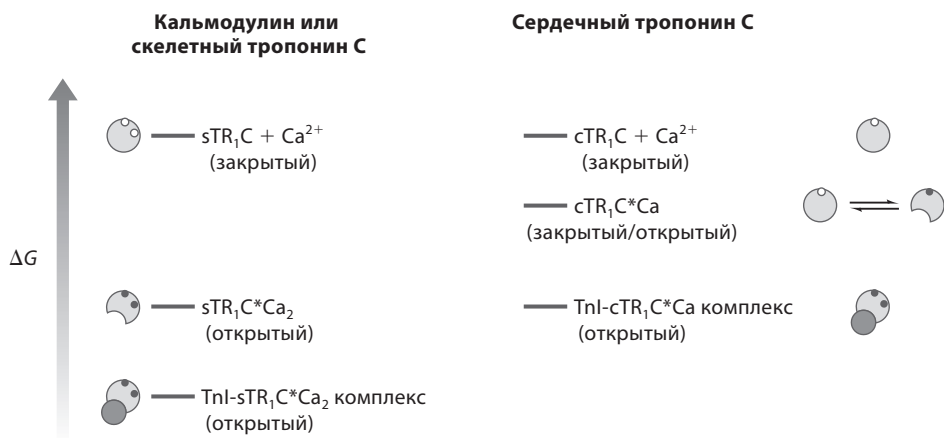 Кальмодулин или
скелетный тропонин С
Сердечный тропонин С
ΔG
sTR₁C + Ca²⁺
(закрытый)
sTR₁C*Ca₂
(открытый)
TnI-sTR₁C*Ca₂ комплекс
(открытый)
cTR₁C + Ca²⁺
(закрытый)
cTR₁C*Ca
(закрытый/открытый)
TnI-cTR₁C*Ca комплекс
(открытый)